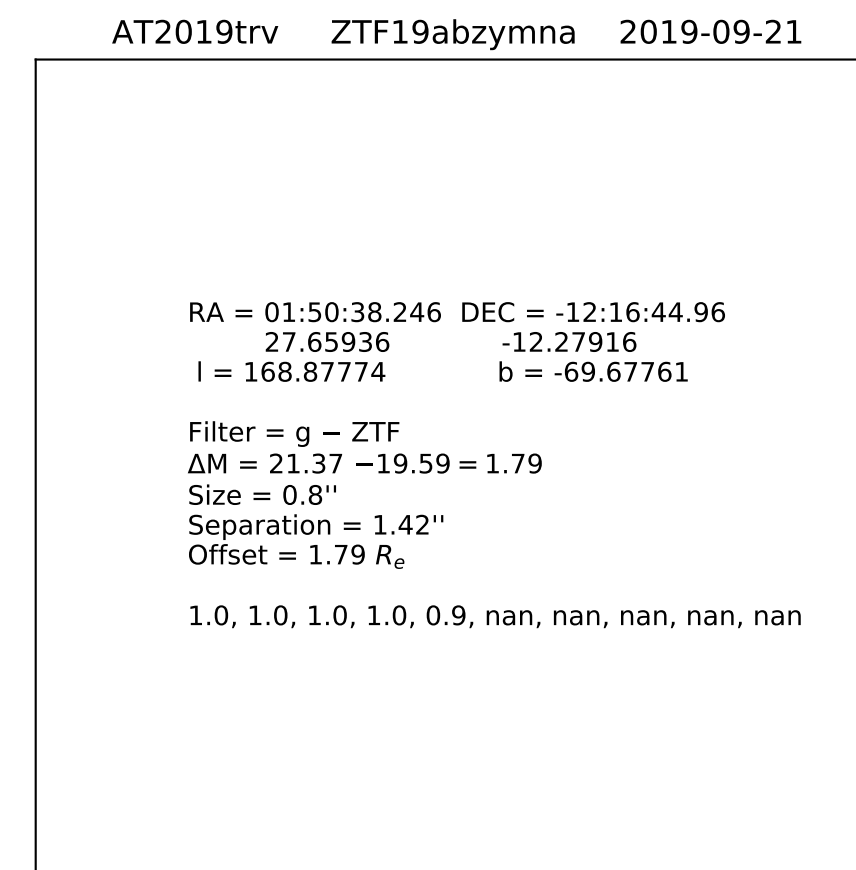 AT2019trv ZTF19abzymna 2019-09-21
RA = 01:50:38.246 DEC = -12:16:44.96
27.65936 -12.27916
l = 168.87774 b = -69.67761
Filter = g − ZTF
ΔM = 21.37 −19.59 = 1.79
Size = 0.8''
Separation = 1.42''
Offset = 1.79 Rₑ
1.0, 1.0, 1.0, 1.0, 0.9, nan, nan, nan, nan, nan